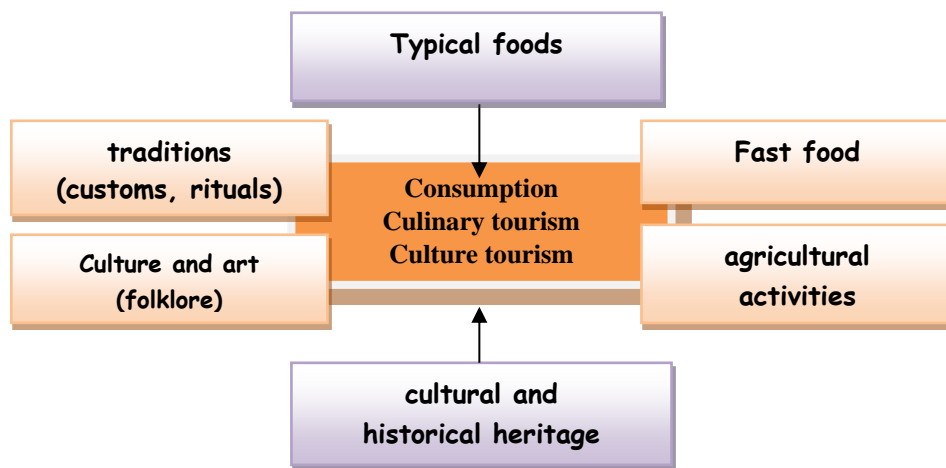 Typical foods
traditions
(customs, rituals)
Fast food
Consumption
Culinary tourism
Culture tourism
Culture and art
(folklore)
agricultural
activities
cultural and
historical heritage